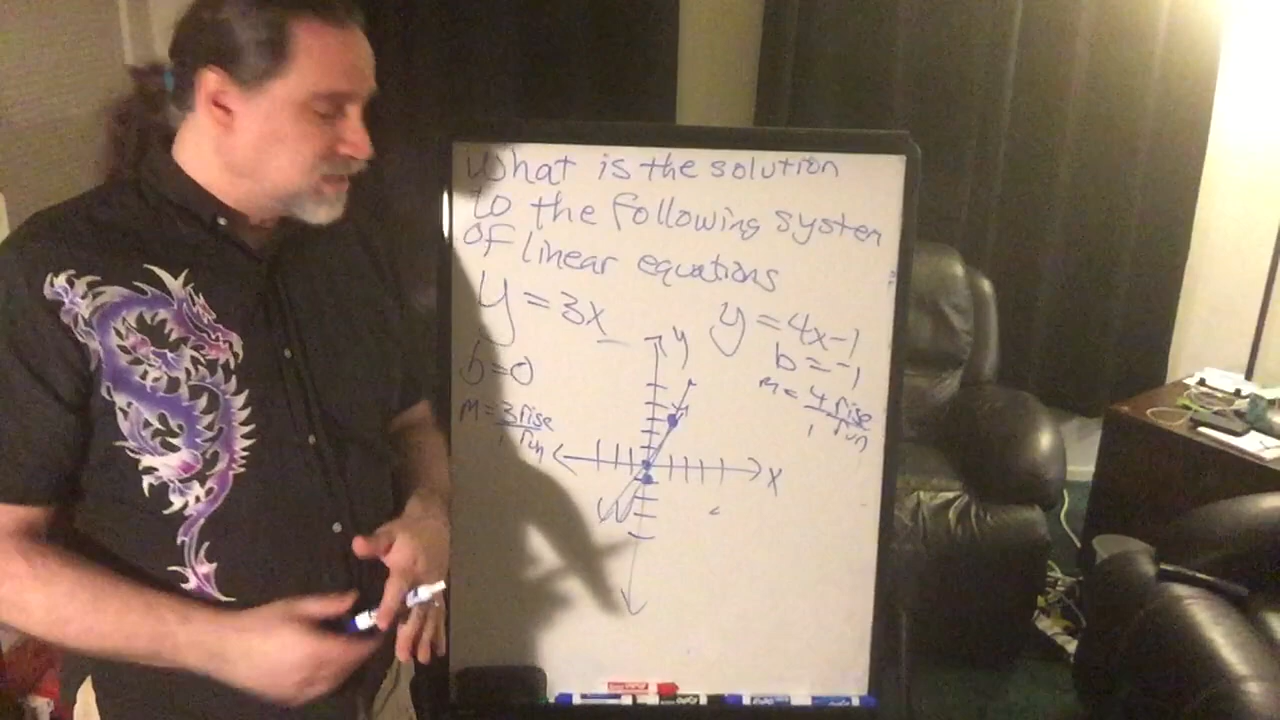 What is the solution
to the following system
of linear equations
y = 3x
y = 4x-1
b=0
b = -1
m = 3 rise
1 run
m = 4 rise
1 run
y
x